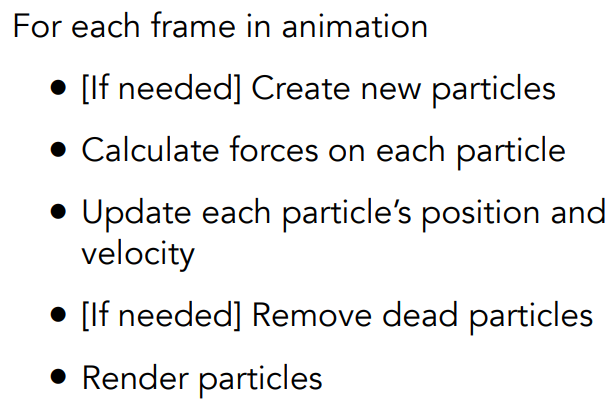 For each frame in animation
• [If needed] Create new particles
• Calculate forces on each particle
• Update each particle’s position and
velocity
• [If needed] Remove dead particles
• Render particles